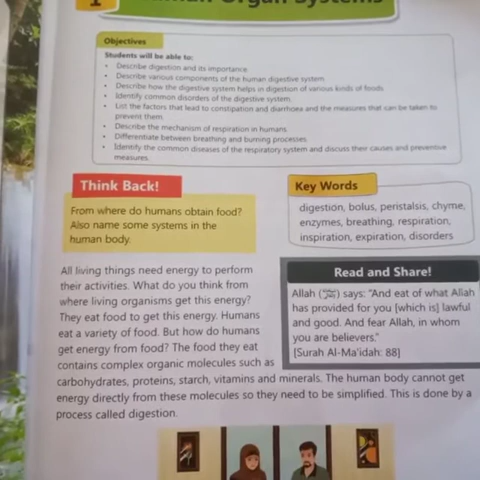 1
Human Organ Systems
Objectives
Students will be able to:
• Describe digestion and its importance
• Describe various components of the human digestive system
• Describe how the digestive system helps in digestion of various kinds of foods
• Identify common disorders of the digestive system
• List the factors that lead to constipation and diarrhoea and the measures that can be taken to
prevent them.
• Describe the mechanism of respiration in humans.
• Differentiate between breathing and burning processes.
• Identify the common diseases of the respiratory system and discuss their causes and preventive
measures.
Think Back!
From where do humans obtain food?
Also name some systems in the
human body.
Key Words
digestion, bolus, peristalsis, chyme,
enzymes, breathing, respiration,
inspiration, expiration, disorders
All living things need energy to perform
their activities. What do you think from
where living organisms get this energy?
They eat food to get this energy. Humans
eat a variety of food. But how do humans
get energy from food? The food they eat
contains complex organic molecules such as
carbohydrates, proteins, starch, vitamins and minerals. The human body cannot get
energy directly from these molecules so they need to be simplified. This is done by a
process called digestion.
Read and Share!
Allah () says: "And eat of what Allah
has provided for you [which is] lawful
and good. And fear Allah, in whom
you are believers."
[Surah Al-Ma'idah: 88]